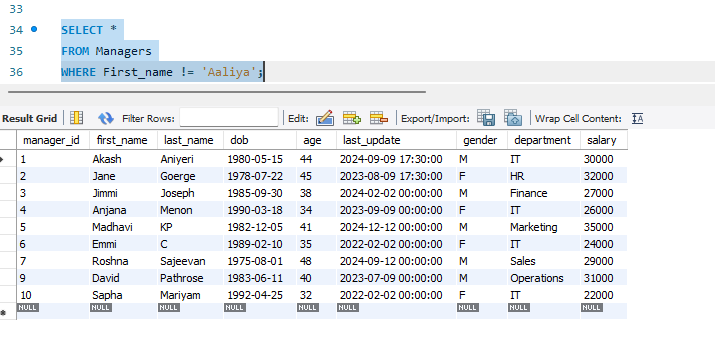 33
34 SELECT *
35 FROM Managers
36 WHERE First_name != 'Aaliya';
Result Grid Filter Rows: Edit: Export/Import: Wrap Cell Content:
manager_id first_name last_name dob age last_update gender department salary
1 Akash Aniyeri 1980-05-15 44 2024-09-09 17:30:00 M IT 30000
2 Jane Goerge 1978-07-22 45 2023-08-09 17:30:00 F HR 32000
3 Jimmi Joseph 1985-09-30 38 2024-02-02 00:00:00 M Finance 27000
4 Anjana Menon 1990-03-18 34 2023-09-09 00:00:00 F IT 26000
5 Madhavi KP 1982-12-05 41 2024-12-12 00:00:00 M Marketing 35000
6 Emmi C 1989-02-10 35 2022-02-02 00:00:00 F IT 24000
7 Roshna Sajeevan 1975-08-01 48 2024-09-12 00:00:00 M Sales 29000
9 David Pathrose 1983-06-11 40 2023-07-09 00:00:00 M Operations 31000
10 Sapha Mariyam 1992-04-25 32 2022-02-02 00:00:00 F IT 22000
NULL NULL NULL NULL NULL NULL NULL NULL NULL